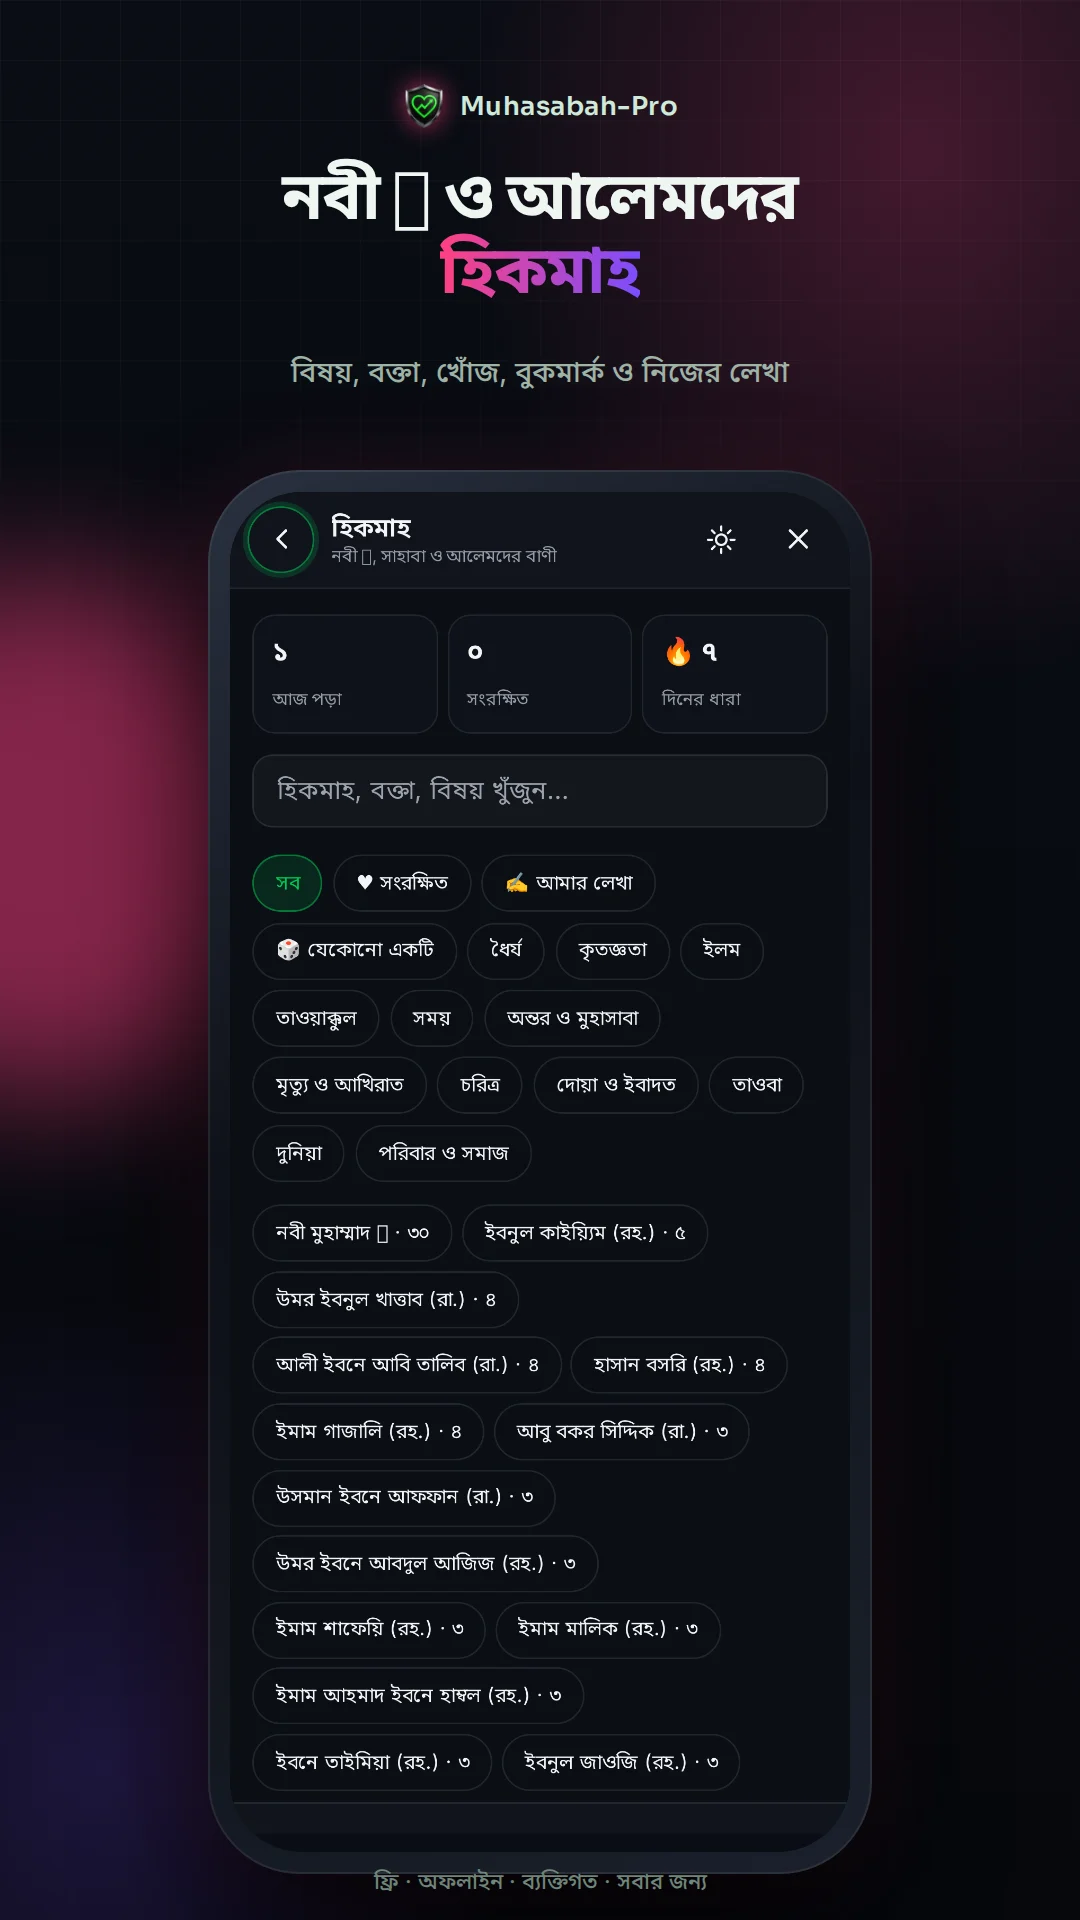 Muhasabah-Pro
নবী ও আলেমদের
হিকমাহ
বিষয়, বক্তা, খোঁজ, বুকমার্ক ও নিজের লেখা
হিকমাহ
নবী , সাহাবা ও আলেমদের বাণী
১ ০ 🔥 ৭
আজ পড়া সংরক্ষিত দিনের ধারা
হিকমাহ, বক্তা, বিষয় খুঁজুন...
সব ♥ সংরক্ষিত ✍️ আমার লেখা
🎲 যেকোনো একটি ধৈর্য কৃতজ্ঞতা ইলম
তাওয়াক্কুল সময় অন্তর ও মুহাসাবা
মৃত্যু ও আখিরাত চরিত্র দোয়া ও ইবাদত তাওবা
দুনিয়া পরিবার ও সমাজ
নবী মুহাম্মাদ · ৩০ ইবনুল কাইয়্যিম (রহ.) · ৫
উমর ইবনুল খাত্তাব (রা.) · ৪
আলী ইবনে আবি তালিব (রা.) · ৪ হাসান বসরি (রহ.) · ৪
ইমাম গাজালি (রহ.) · ৪ আবু বকর সিদ্দিক (রা.) · ৩
উসমান ইবনে আফফান (রা.) · ৩
উমর ইবনে আবদুল আজিজ (রহ.) · ৩
ইমাম শাফেয়ি (রহ.) · ৩ ইমাম মালিক (রহ.) · ৩
ইমাম আহমাদ ইবনে হাম্বল (রহ.) · ৩
ইবনে তাইমিয়া (রহ.) · ৩ ইবনুল জাওজি (রহ.) · ৩
ফ্রি · অফলাইন · ব্যক্তিগত · সবার জন্য